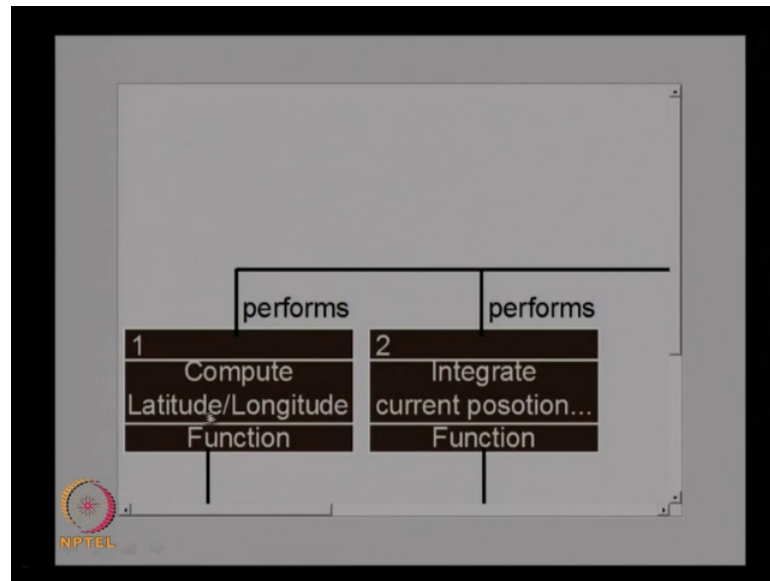 performs
performs
1
Compute
Latitude/Longitude
Function
2
Integrate
current posotion...
Function
NPTEL